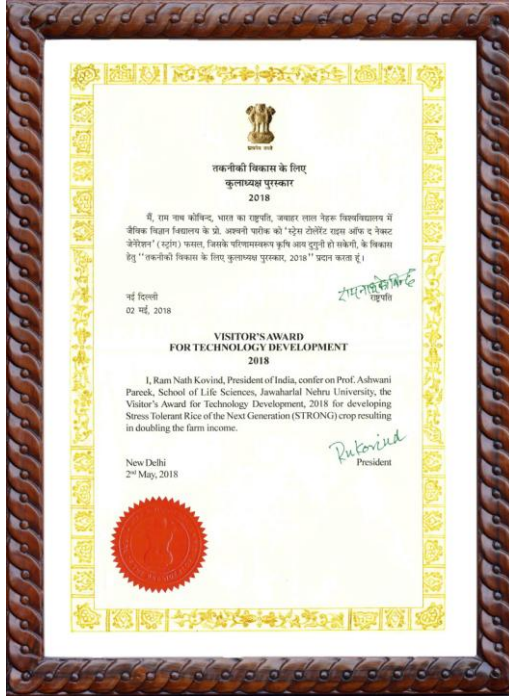 सत्यमेव जयते
तकनीकी विकास के लिए
कुलाध्यक्ष पुरस्कार
2018
मैं, राम नाथ कोविन्द, भारत का राष्ट्रपति, जवाहर लाल नेहरू विश्वविद्यालय में
जैविक विज्ञान विद्यालय के प्रो. अश्वनी पारीक को 'स्ट्रेस टोलेरेंट राइस ऑफ द नेक्स्ट
जेनेरेशन' (स्ट्रांग) फसल, जिसके परिणामस्वरूप कृषि आय दुगुनी हो सकेगी, के विकास
हेतु ''तकनीकी विकास के लिए कुलाध्यक्ष पुरस्कार, 2018'' प्रदान करता हूं।
रामनाथ कोविन्द
नई दिल्ली राष्ट्रपति
02 मई, 2018
VISITOR'S AWARD
FOR TECHNOLOGY DEVELOPMENT
2018
I, Ram Nath Kovind, President of India, confer on Prof. Ashwani
Pareek, School of Life Sciences, Jawaharlal Nehru University, the
Visitor's Award for Technology Development, 2018 for developing
Stress Tolerant Rice of the Next Generation (STRONG) crop resulting
in doubling the farm income.
Rnkovind
New Delhi President
2nd May, 2018